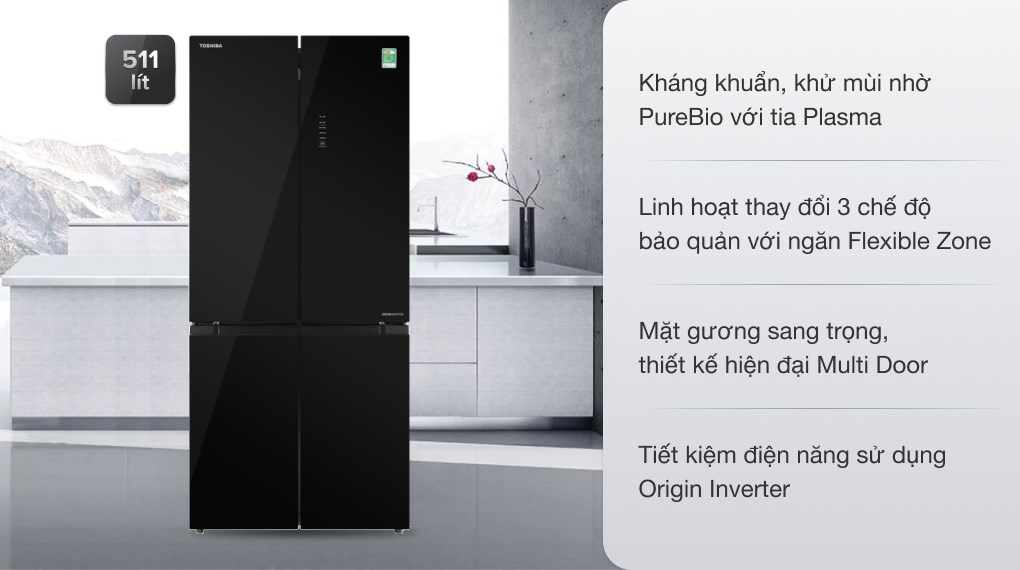 511
lít
TOSHIBA
Kháng khuẩn, khử mùi nhờ
PureBio với tia Plasma
Linh hoạt thay đổi 3 chế độ
bảo quản với ngăn Flexible Zone
Mặt gương sang trọng,
thiết kế hiện đại Multi Door
Tiết kiệm điện năng sử dụng
Origin Inverter